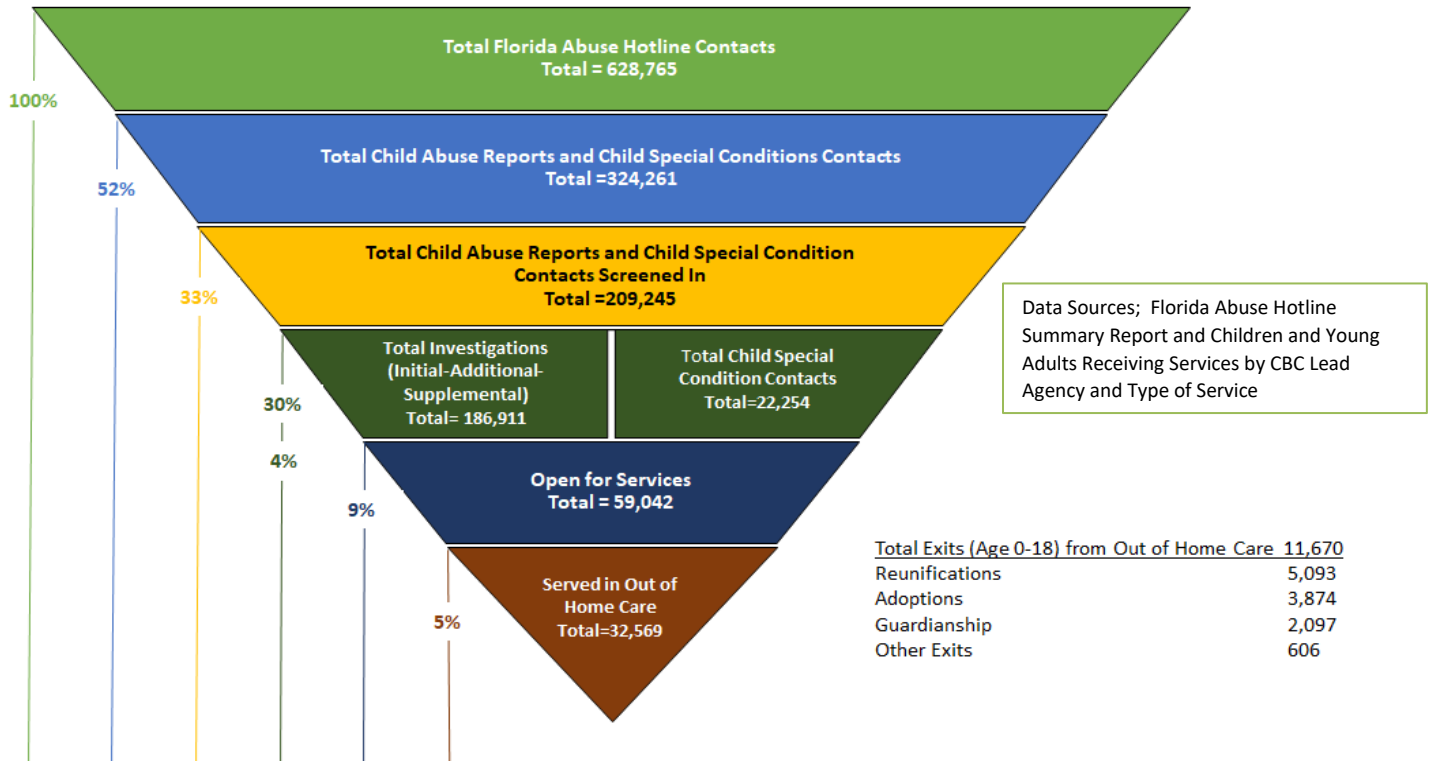 Total Florida Abuse Hotline Contacts
Total = 628,765
100%
Total Child Abuse Reports and Child Special Conditions Contacts
Total =324,261
52%
Total Child Abuse Reports and Child Special Condition
Contacts Screened In
Total =209,245
33%
Data Sources; Florida Abuse Hotline
Summary Report and Children and Young
Adults Receiving Services by CBC Lead
Agency and Type of Service
Total Investigations
(Initial-Additional-
Supplemental)
Total= 186,911
Total Child Special
Condition Contacts
Total=22,254
30%
4%
Open for Services
Total = 59,042
9%
Served in Out of
Home Care
Total=32,569
5%
Total Exits (Age 0-18) from Out of Home Care 11,670
Reunifications 5,093
Adoptions 3,874
Guardianship 2,097
Other Exits 606